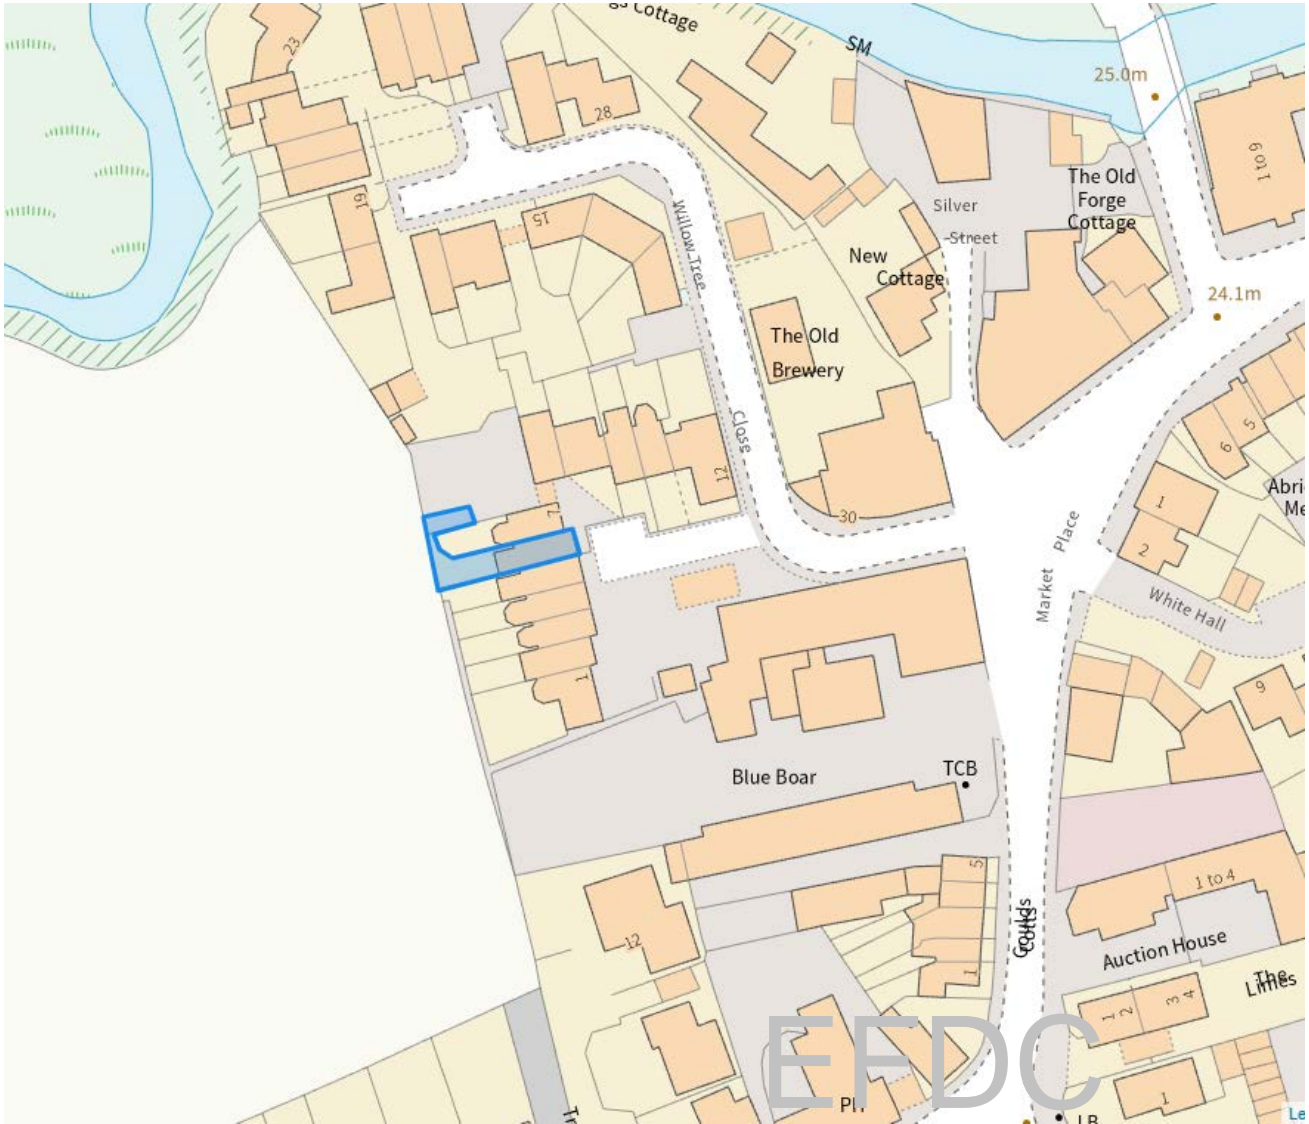 gs Cottage
SM
25.0m
23
28
1 to 9
The Old
Forge
Cottage
19
15
Silver
Street
Willow Tree
New
Cottage
24.1m
The Old
Brewery
Close
5
6
12
Abri
Me
1
30
7
2
Market Place
White Hall
1
9
Blue Boar
TCB
5
1 to 4
Goulds
Cotts
12
Auction House
1
The
Limes
1
2
3
4
EFDC
PH
1
LB
Tr
Le